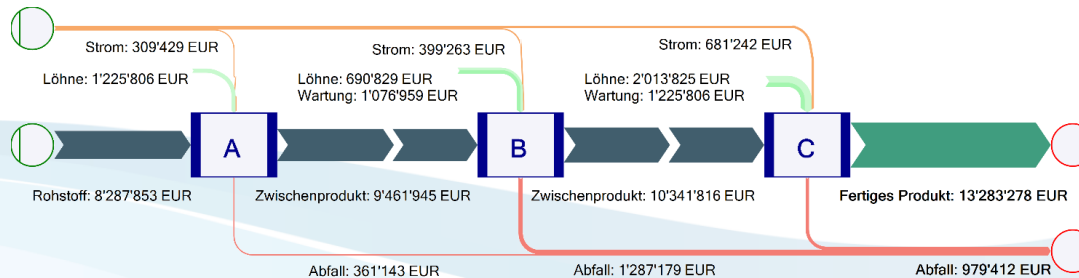 Strom: 309'429 EUR
Strom: 399'263 EUR
Strom: 681'242 EUR
Löhne: 1'225'806 EUR
Löhne: 690'829 EUR
Wartung: 1'076'959 EUR
Löhne: 2'013'825 EUR
Wartung: 1'225'806 EUR
A
B
C
Rohstoff: 8'287'853 EUR
Zwischenprodukt: 9'461'945 EUR
Zwischenprodukt: 10'341'816 EUR
Fertiges Produkt: 13'283'278 EUR
Abfall: 361'143 EUR
Abfall: 1'287'179 EUR
Abfall: 979'412 EUR